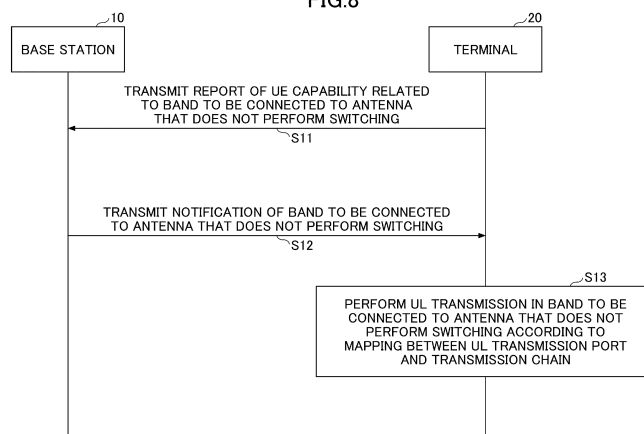 FIG.8
10
BASE STATION
20
TERMINAL
TRANSMIT REPORT OF UE CAPABILITY RELATED
TO BAND TO BE CONNECTED TO ANTENNA
THAT DOES NOT PERFORM SWITCHING
S11
TRANSMIT NOTIFICATION OF BAND TO BE CONNECTED
TO ANTENNA THAT DOES NOT PERFORM SWITCHING
S12
S13
PERFORM UL TRANSMISSION IN BAND TO BE
CONNECTED TO ANTENNA THAT DOES NOT
PERFORM SWITCHING ACCORDING TO
MAPPING BETWEEN UL TRANSMISSION PORT
AND TRANSMISSION CHAIN